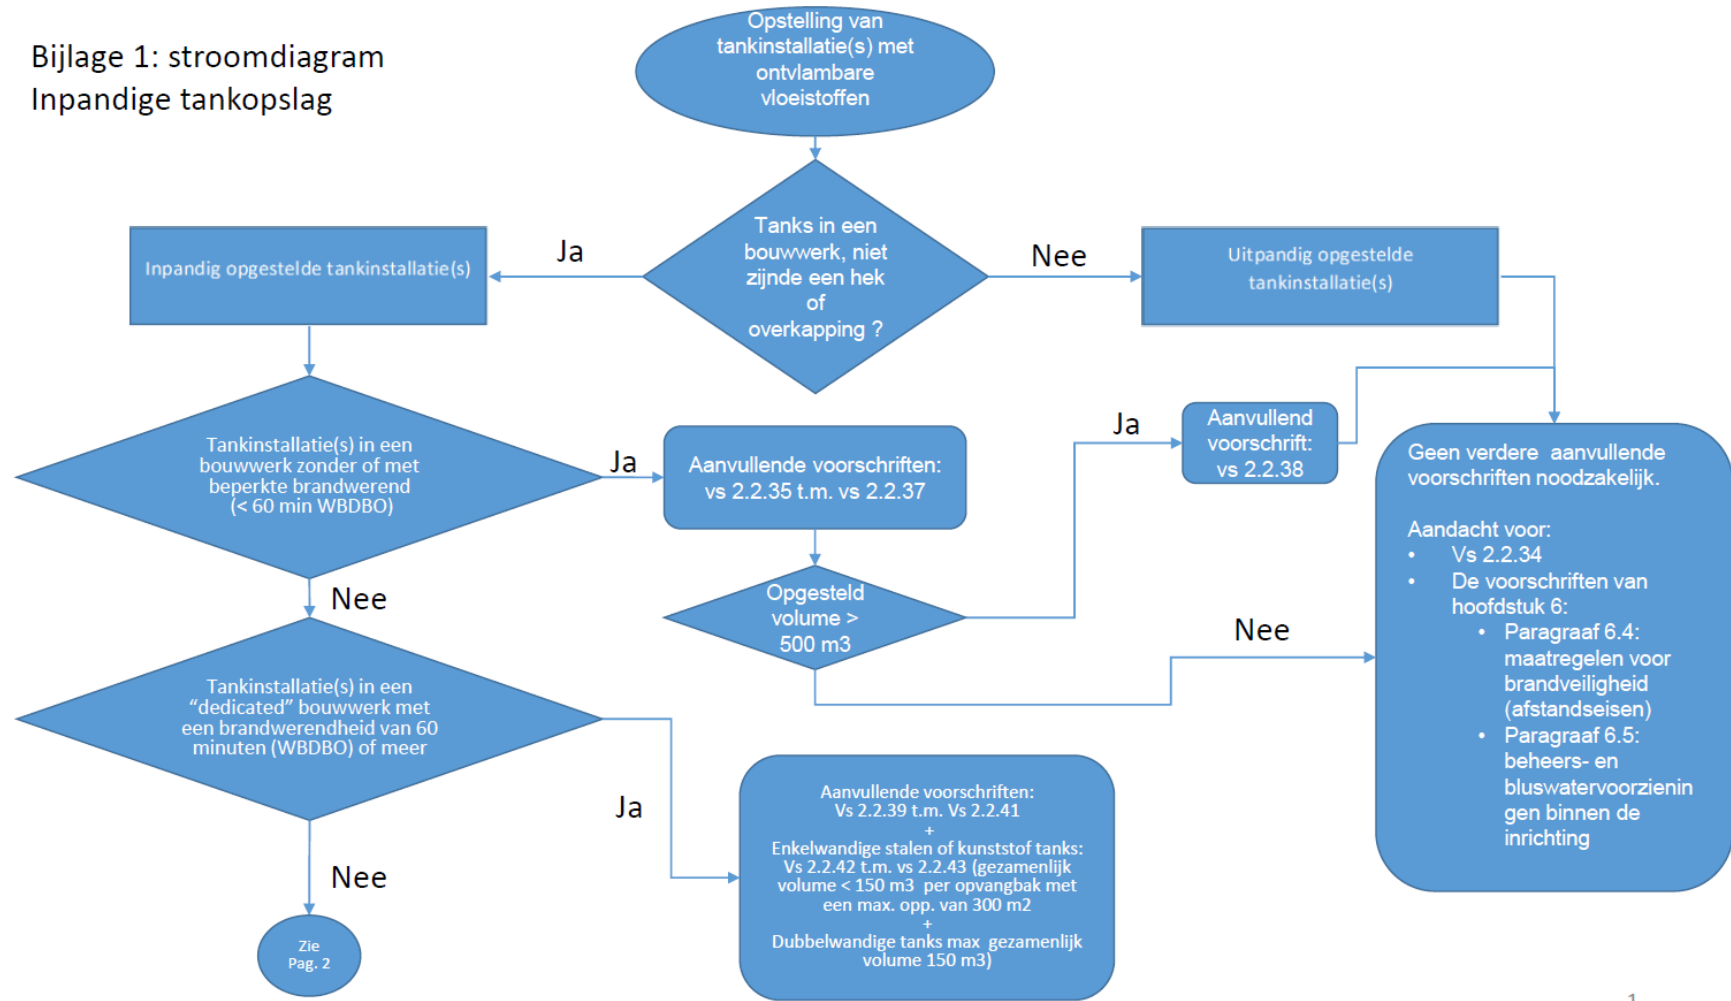 Bijlage 1: stroomdiagram
Inpandige tankopslag
Opstelling van
tankinstallatie(s) met
ontvlambare
vloeistoffen
Tanks in een
bouwwerk, niet
zijnde een hek
of
overkapping ?
Ja
Nee
Inpandig opgestelde tankinstallatie(s)
Uitpandig opgestelde
tankinstallatie(s)
Tankinstallatie(s) in een
bouwwerk zonder of met
beperkte brandwerend
(< 60 min WBDBO)
Ja
Aanvullende voorschriften:
vs 2.2.35 t.m. vs 2.2.37
Ja
Aanvullend
voorschrift:
vs 2.2.38
Geen verdere  aanvullende
voorschriften noodzakelijk.
Aandacht voor:
• Vs 2.2.34
• De voorschriften van
hoofdstuk 6:
• Paragraaf 6.4:
maatregelen voor
brandveiligheid
(afstandseisen)
• Paragraaf 6.5:
beheers- en
bluswatervoorzienin
gen binnen de
inrichting
Nee
Opgesteld
volume >
500 m3
Nee
Tankinstallatie(s) in een
“dedicated” bouwwerk met
een brandwerendheid van 60
minuten (WBDBO) of meer
Ja
Aanvullende voorschriften:
Vs 2.2.39 t.m. Vs 2.2.41
+
Enkelwandige stalen of kunststof tanks:
Vs 2.2.42 t.m. vs 2.2.43 (gezamenlijk
volume < 150 m3  per opvangbak met
een max. opp. van 300 m2
+
Dubbelwandige tanks max  gezamenlijk
volume 150 m3)
Nee
Zie
Pag. 2
1